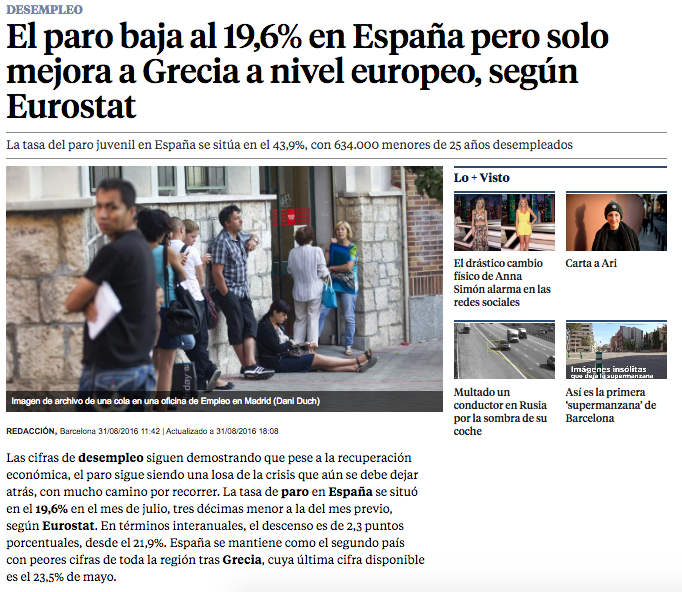 DESEMPLEO
El paro baja al 19,6% en España pero solo
mejora a Grecia a nivel europeo, según
Eurostat
La tasa del paro juvenil en España se sitúa en el 43,9%, con 634.000 menores de 25 años desempleados
Imagen de archivo de una cola en una oficina de Empleo en Madrid (Dani Duch)
REDACCIÓN, Barcelona 31/08/2016 11:42 | Actualizado a 31/08/2016 18:08
Las cifras de desempleo siguen demostrando que pese a la recuperación
económica, el paro sigue siendo una losa de la crisis que aún se debe dejar
atrás, con mucho camino por recorrer. La tasa de paro en España se situó
en el 19,6% en el mes de julio, tres décimas menor a la del mes previo,
según Eurostat. En términos interanuales, el descenso es de 2,3 puntos
porcentuales, desde el 21,9%. España se mantiene como el segundo país
con peores cifras de toda la región tras Grecia, cuya última cifra disponible
es el 23,5% de mayo.
Lo + Visto
El drástico cambio
físico de Anna
Simón alarma en las
redes sociales
Carta a Ari
Multado un
conductor en Rusia
por la sombra de su
coche
Imágenes insólitas
que deja la supermanzana
Así es la primera
'supermanzana' de
Barcelona